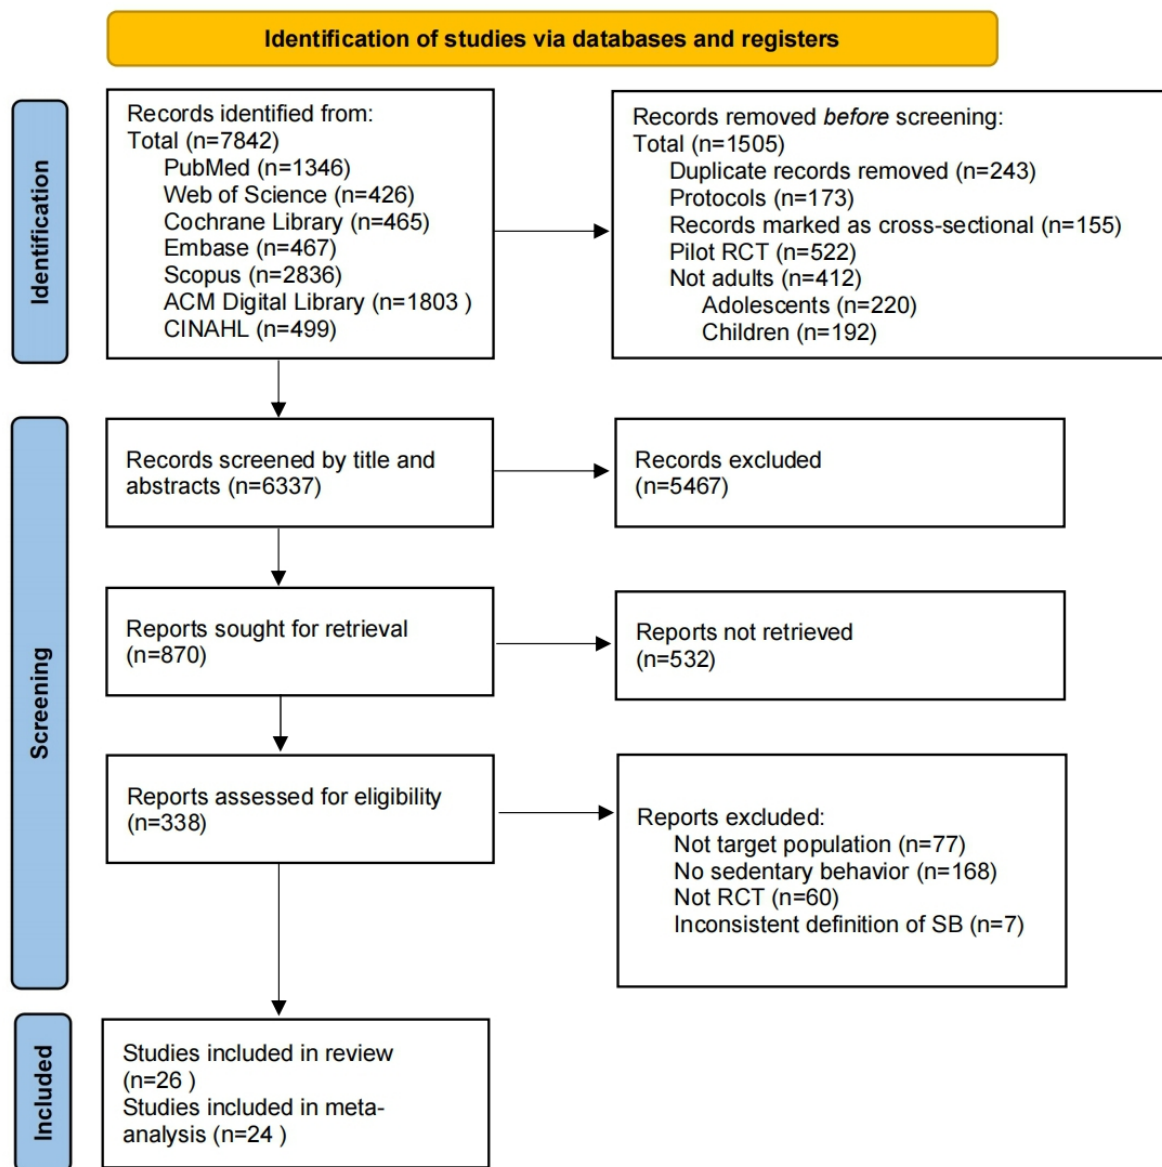 Identification of studies via databases and registers
Identification
Records identified from:
Total (n=7842)
PubMed (n=1346)
Web of Science (n=426)
Cochrane Library (n=465)
Embase (n=467)
Scopus (n=2836)
ACM Digital Library (n=1803 )
CINAHL (n=499)
Records removed before screening:
Total (n=1505)
Duplicate records removed (n=243)
Protocols (n=173)
Records marked as cross-sectional (n=155)
Pilot RCT (n=522)
Not adults (n=412)
Adolescents (n=220)
Children (n=192)
Screening
Records screened by title and
abstracts (n=6337)
Records excluded
(n=5467)
Reports sought for retrieval
(n=870)
Reports not retrieved
(n=532)
Reports assessed for eligibility
(n=338)
Reports excluded:
Not target population (n=77)
No sedentary behavior (n=168)
Not RCT (n=60)
Inconsistent definition of SB (n=7)
Included
Studies included in review
(n=26 )
Studies included in meta-
analysis (n=24 )